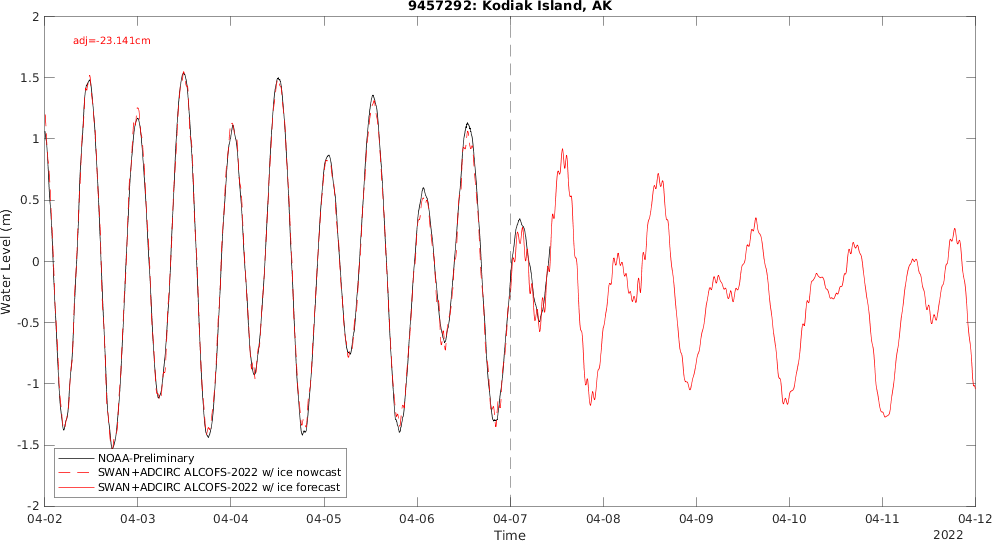 9457292: Kodiak Island, AK
adj=-23.141cm
2
1.5
1
0.5
0
-0.5
-1
-1.5
-2
Water Level (m)
NOAA-Preliminary
SWAN+ADCIRC ALCOFS-2022 w/ ice nowcast
SWAN+ADCIRC ALCOFS-2022 w/ ice forecast
04-02 04-03 04-04 04-05 04-06 04-07 04-08 04-09 04-10 04-11 04-12
Time
2022